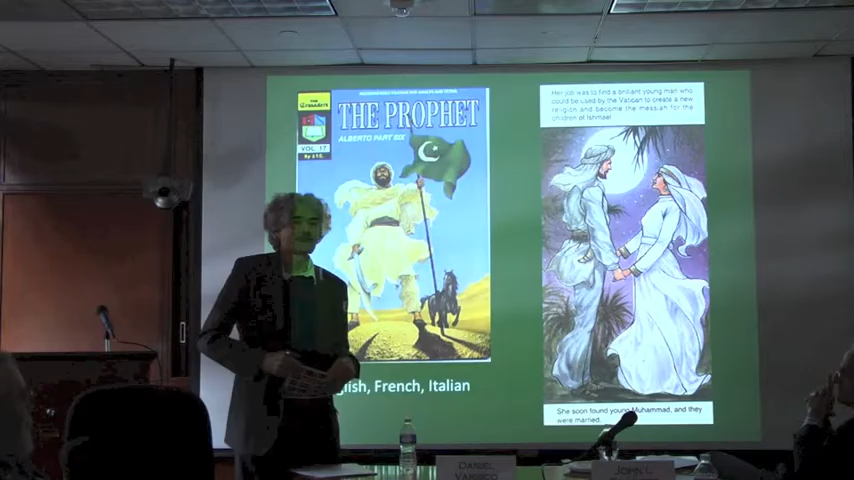 THE PROPHET
ALBERTO PART SIX
VOL. 17
Her job was to find a brilliant young man who
could be used by the Vatican to create a new
religion and become the messiah for the
children of Ishmael
She soon found young Muhammad, and they
were married.
glish, French, Italian
DANIEL
VARISCO
JOHN L.